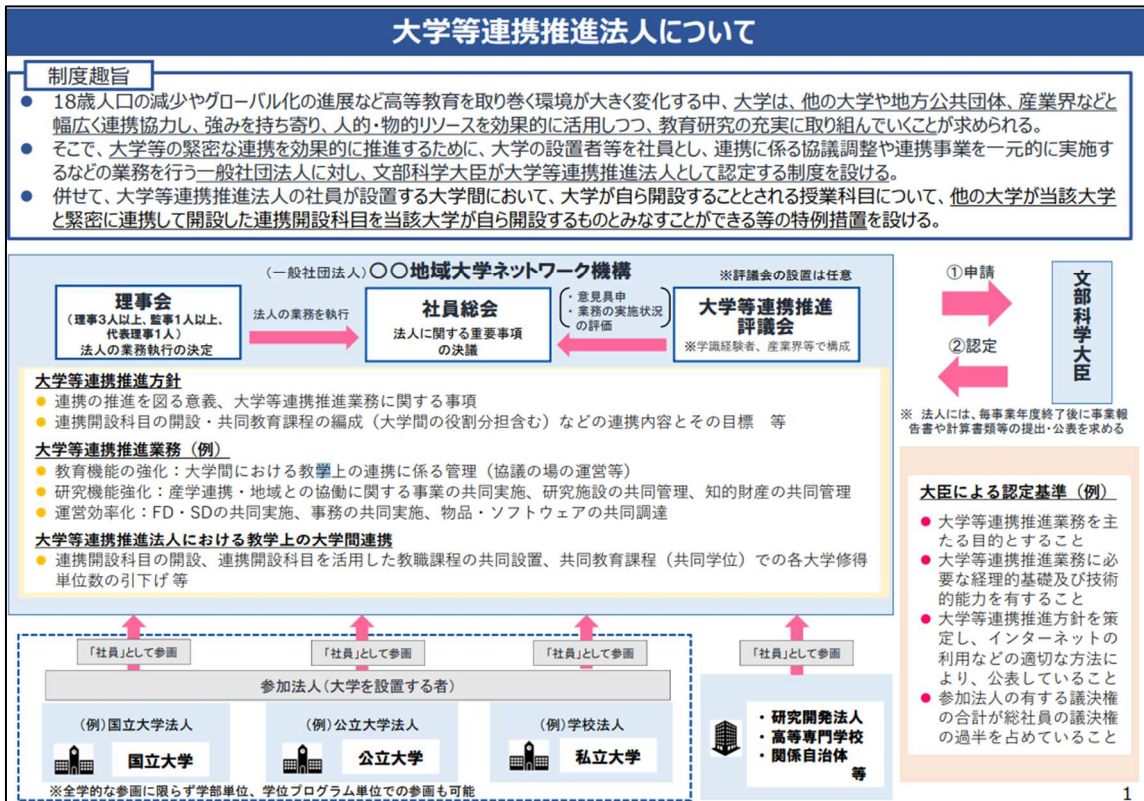 大学等連携推進法人について
制度趣旨
● 18歳人口の減少やグローバル化の進展など高等教育を取り巻く環境が大きく変化する中、大学は、他の大学や地方公共団体、産業界などと
幅広く連携協力し、強みを持ち寄り、人的・物的リソースを効果的に活用しつつ、教育研究の充実に取り組んでいくことが求められる。
● そこで、大学等の緊密な連携を効果的に推進するために、大学の設置者等を社員とし、連携に係る協議調整や連携事業を一元的に実施す
るなどの業務を行う一般社団法人に対し、文部科学大臣が大学等連携推進法人として認定する制度を設ける。
● 併せて、大学等連携推進法人の社員が設置する大学間において、大学が自ら開設することとされる授業科目について、他の大学が当該大学
と緊密に連携して開設した連携開設科目を当該大学が自ら開設するものとみなすことができる等の特例措置を設ける。
(一般社団法人)〇〇地域大学ネットワーク機構
※評議会の設置は任意
理事会
(理事3人以上、監事1人以上、
代表理事1人)
法人の業務執行の決定
法人の業務を執行
社員総会
法人に関する重要事項
の決議
・意見具申
・業務の実施状況
の評価
大学等連携推進
評議会
※学識経験者、産業界等で構成
①申請
②認定
文部科学大臣
※ 法人には、毎事業年度終了後に事業報
告書や計算書類等の提出・公表を求める
大学等連携推進方針
● 連携の推進を図る意義、大学等連携推進業務に関する事項
● 連携開設科目の開設・共同教育課程の編成（大学間の役割分担含む）などの連携内容とその目標　等
大学等連携推進業務（例）
● 教育機能の強化：大学間における教学上の連携に係る管理（協議の場の運営等）
● 研究機能強化：産学連携・地域との協働に関する事業の共同実施、研究施設の共同管理、知的財産の共同管理
● 運営効率化：FD・SDの共同実施、事務の共同実施、物品・ソフトウェアの共同調達
大学等連携推進法人における教学上の大学間連携
● 連携開設科目の開設、連携開設科目を活用した教職課程の共同設置、共同教育課程（共同学位）での各大学修得
単位数の引下げ 等
大臣による認定基準（例）
● 大学等連携推進業務を主
たる目的とすること
● 大学等連携推進業務に必
要な経理的基礎及び技術
的能力を有すること
● 大学等連携推進方針を策
定し、インターネットの
利用などの適切な方法に
より、公表していること
● 参加法人の有する議決権
の合計が総社員の議決権
の過半を占めていること
「社員」として参画
「社員」として参画
「社員」として参画
「社員」として参画
参加法人(大学を設置する者)
(例)国立大学法人
国立大学
(例)公立大学法人
公立大学
(例)学校法人
私立大学
・研究開発法人
・高等専門学校
・関係自治体
等
※全学的な参画に限らず学部単位、学位プログラム単位での参画も可能
1